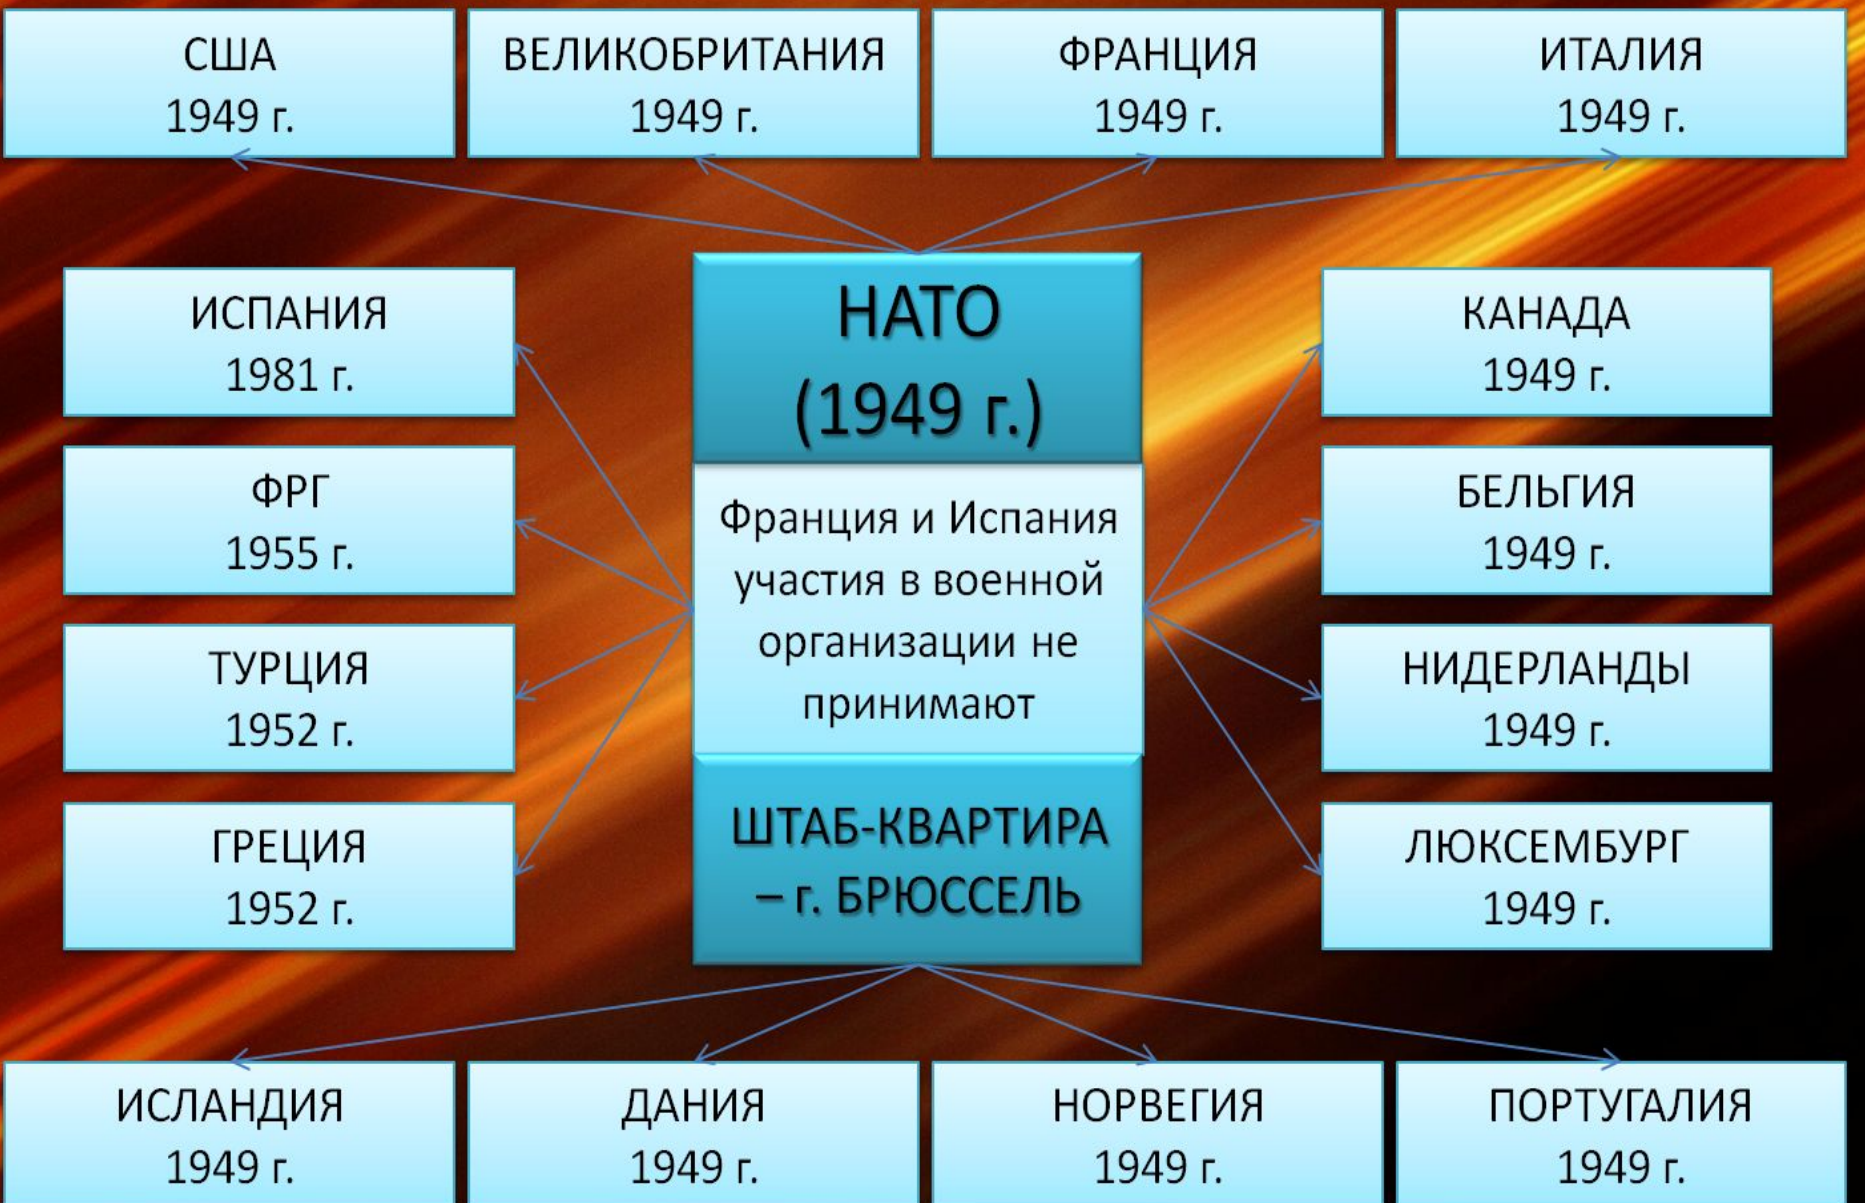 США
1949 г.
ВЕЛИКОБРИТАНИЯ
1949 г.
ФРАНЦИЯ
1949 г.
ИТАЛИЯ
1949 г.
ИСПАНИЯ
1981 г.
ФРГ
1955 г.
ТУРЦИЯ
1952 г.
ГРЕЦИЯ
1952 г.
НАТО
(1949 г.)
Франция и Испания
участия в военной
организации не
принимают
ШТАБ-КВАРТИРА
– г. БРЮССЕЛЬ
КАНАДА
1949 г.
БЕЛЬГИЯ
1949 г.
НИДЕРЛАНДЫ
1949 г.
ЛЮКСЕМБУРГ
1949 г.
ИСЛАНДИЯ
1949 г.
ДАНИЯ
1949 г.
НОРВЕГИЯ
1949 г.
ПОРТУГАЛИЯ
1949 г.